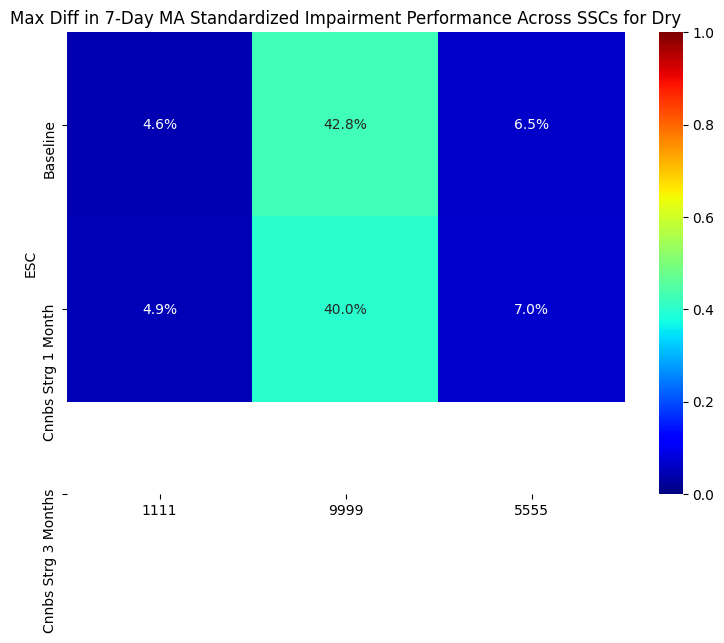 Max Diff in 7-Day MA Standardized Impairment Performance Across SSCs for Dry
ESC
Baseline
4.6% 42.8% 6.5%
Cnnbs Strg 1 Month
4.9% 40.0% 7.0%
Cnnbs Strg 3 Months
1111 9999 5555
1.0
0.8
0.6
0.4
0.2
0.0